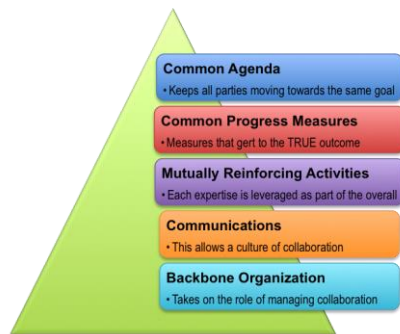 Common Agenda
• Keeps all parties moving towards the same goal
Common Progress Measures
• Measures that gert to the TRUE outcome
Mutually Reinforcing Activities
• Each expertise is leveraged as part of the overall
Communications
• This allows a culture of collaboration
Backbone Organization
• Takes on the role of managing collaboration